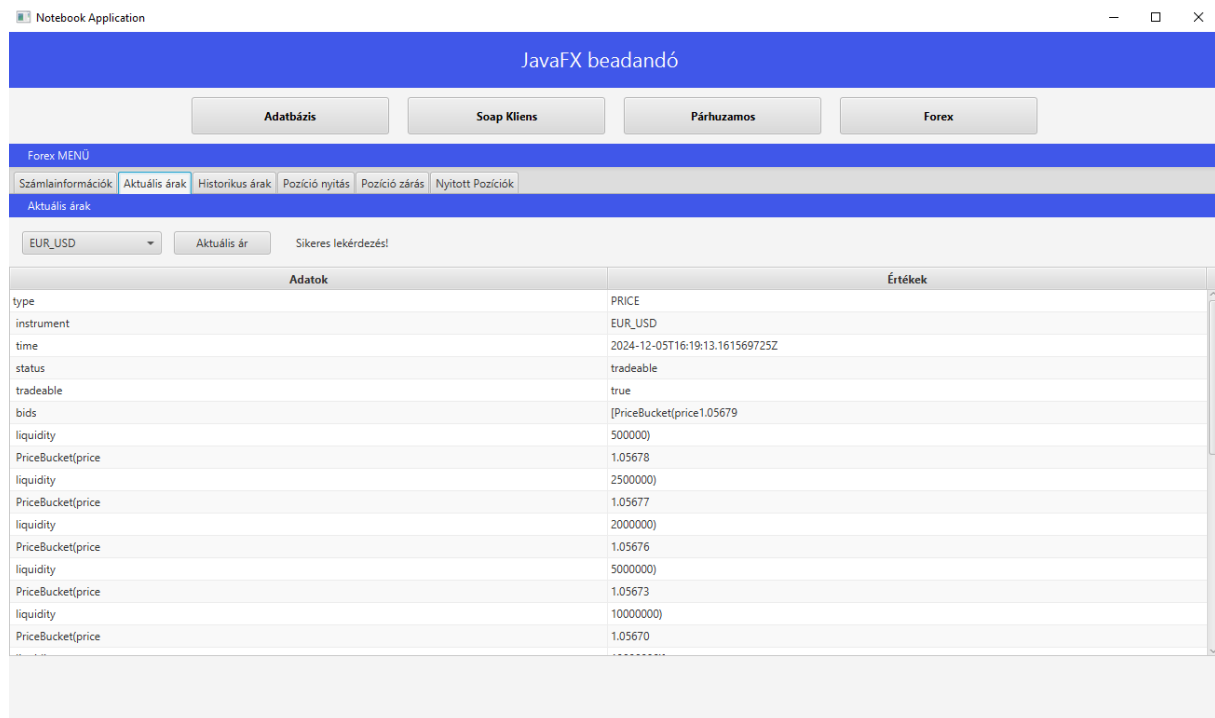 Notebook Application
JavaFX beadandó
Adatbázis Soap Kliens Párhuzamos Forex
Forex MENÜ
Számlainformációk Aktuális árak Historikus árak Pozíció nyitás Pozíció zárás Nyitott Pozíciók
Aktuális árak
EUR_USD Aktuális ár Sikeres lekérdezés!
Adatok Értékek
type PRICE
instrument EUR_USD
time 2024-12-05T16:19:13.161569725Z
status tradeable
tradeable true
bids [PriceBucket(price1.05679
liquidity 500000)
PriceBucket(price 1.05678
liquidity 2500000)
PriceBucket(price 1.05677
liquidity 2000000)
PriceBucket(price 1.05676
liquidity 5000000)
PriceBucket(price 1.05673
liquidity 10000000)
PriceBucket(price 1.05670